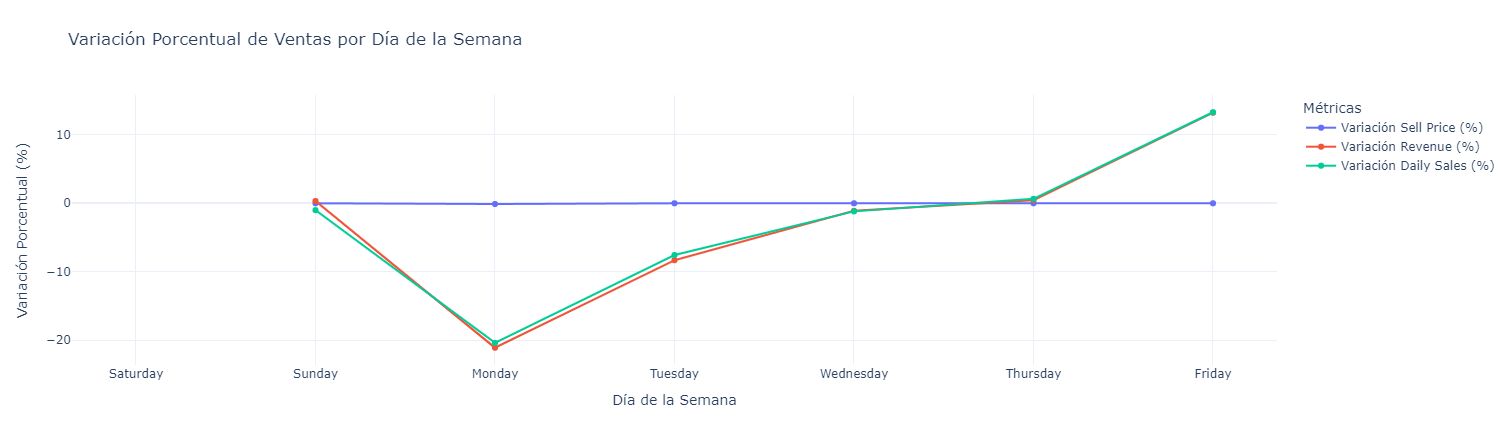 Variación Porcentual de Ventas por Día de la Semana
Métricas
Variación Sell Price (%)
Variación Revenue (%)
Variación Daily Sales (%)
Variación Porcentual (%)
10
0
−10
−20
Saturday
Sunday
Monday
Tuesday
Wednesday
Thursday
Friday
Día de la Semana